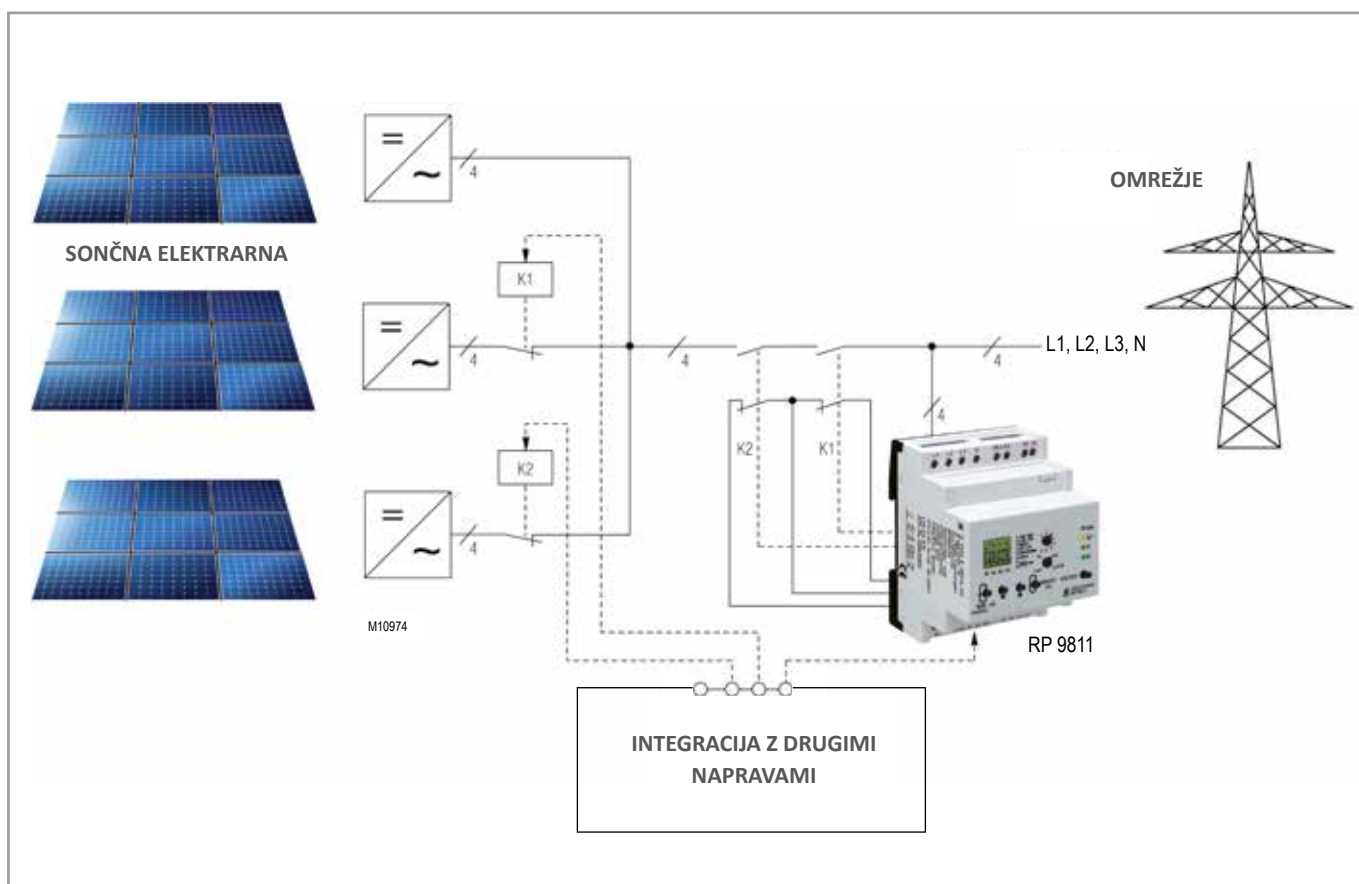 =
~
4
OMREŽJE
SONČNA ELEKTRARNA
K1
=
~
4
4
4
L1, L2, L3, N
4
K2
K2
K1
=
~
4
M10974
RP 9811
INTEGRACIJA Z DRUGIMI
NAPRAVAMI